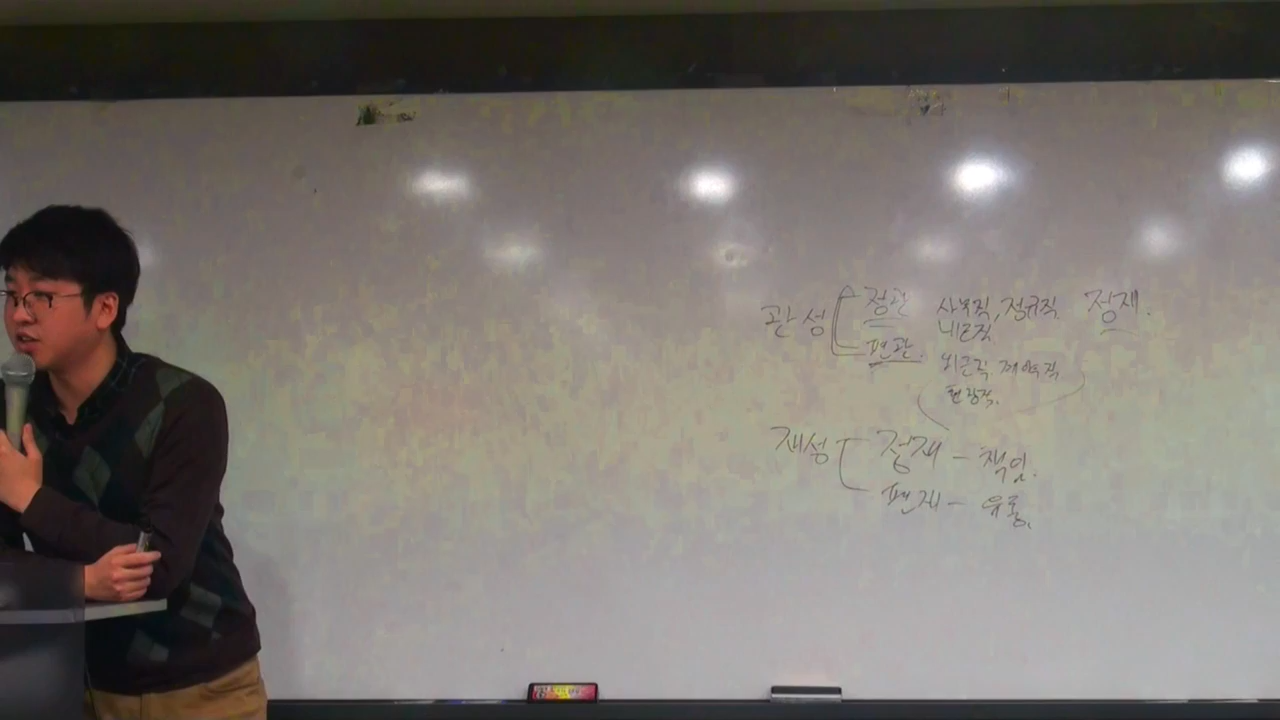 관성 정관 사무직, 정규직 정재.
내근직
편관. 외근직 계약직
현장직.
재성 정재 - 책임.
편재 - 유통.